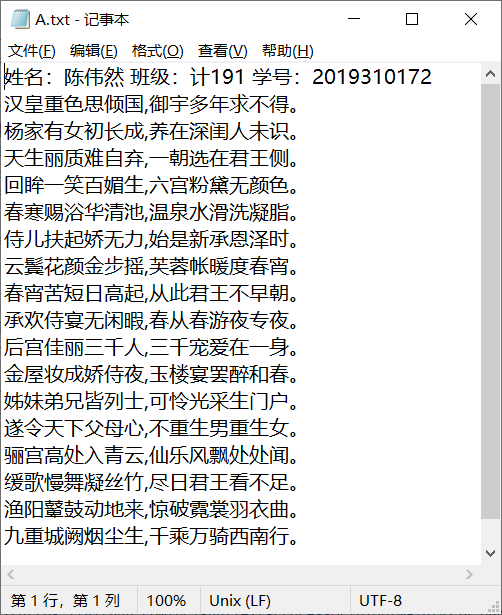 A.txt - 记事本
文件(F) 编辑(E) 格式(O) 查看(V) 帮助(H)
姓名：陈伟然 班级：计191 学号：2019310172
汉皇重色思倾国,御宇多年求不得。
杨家有女初长成,养在深闺人未识。
天生丽质难自弃,一朝选在君王侧。
回眸一笑百媚生,六宫粉黛无颜色。
春寒赐浴华清池,温泉水滑洗凝脂。
侍儿扶起娇无力,始是新承恩泽时。
云鬓花颜金步摇,芙蓉帐暖度春宵。
春宵苦短日高起,从此君王不早朝。
承欢侍宴无闲暇,春从春游夜专夜。
后宫佳丽三千人,三千宠爱在一身。
金屋妆成娇侍夜,玉楼宴罢醉和春。
姊妹弟兄皆列士,可怜光采生门户。
遂令天下父母心,不重生男重生女。
骊宫高处入青云,仙乐风飘处处闻。
缓歌慢舞凝丝竹,尽日君王看不足。
渔阳鼙鼓动地来,惊破霓裳羽衣曲。
九重城阙烟尘生,千乘万骑西南行。
第 1 行，第 1 列 100% Unix (LF) UTF-8